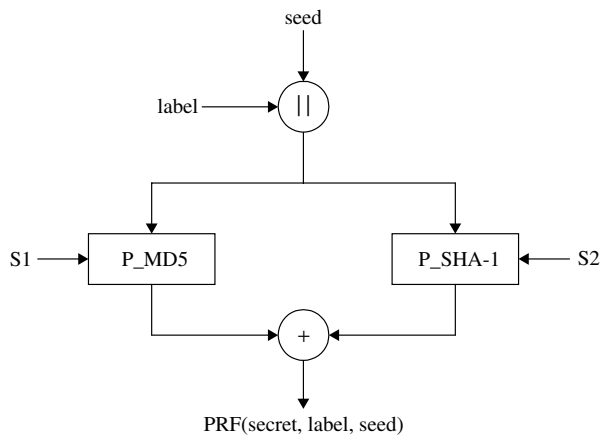 seed
label
||
S1
P_MD5
P_SHA-1
S2
+
PRF(secret, label, seed)